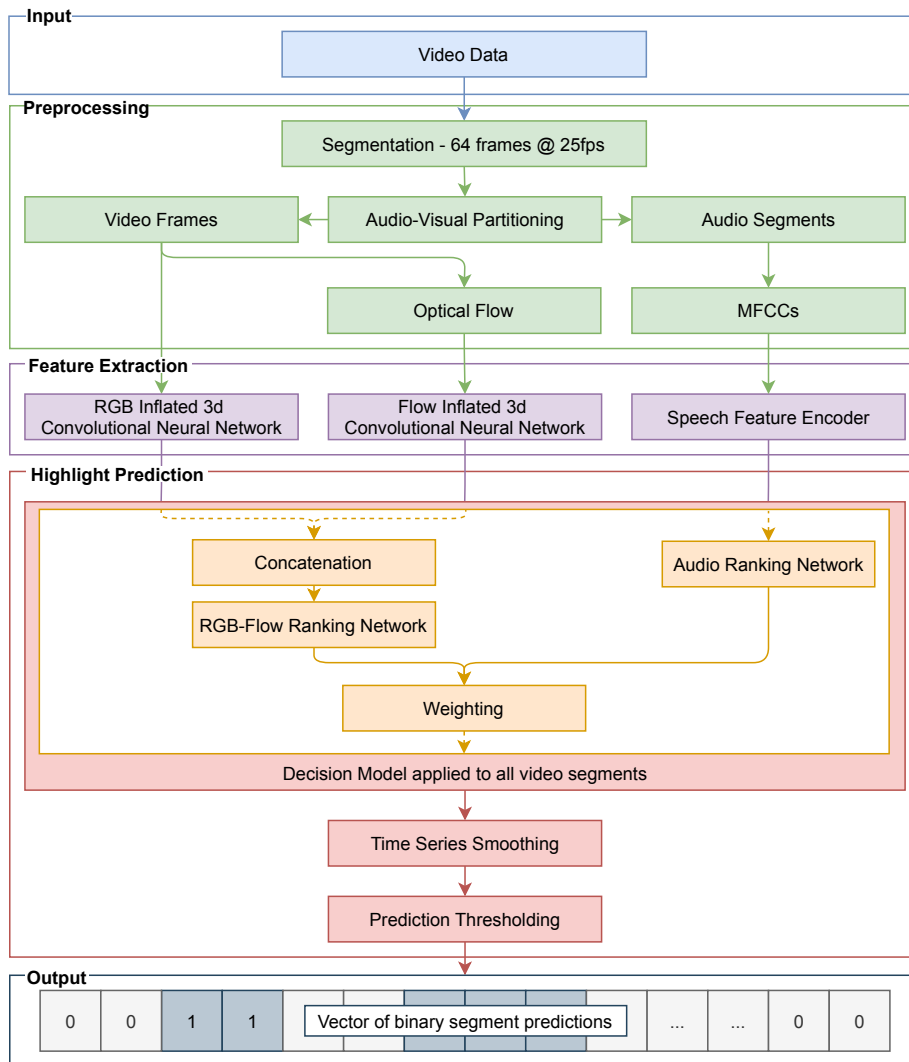 Input
Video Data
Preprocessing
Segmentation - 64 frames @ 25fps
Video Frames
Audio-Visual Partitioning
Audio Segments
Optical Flow
MFCCs
Feature Extraction
RGB Inflated 3d
Convolutional Neural Network
Flow Inflated 3d
Convolutional Neural Network
Speech Feature Encoder
Highlight Prediction
Concatenation
Audio Ranking Network
RGB-Flow Ranking Network
Weighting
Decision Model applied to all video segments
Time Series Smoothing
Prediction Thresholding
Output
0 0 1 1 Vector of binary segment predictions ... ... 0 0